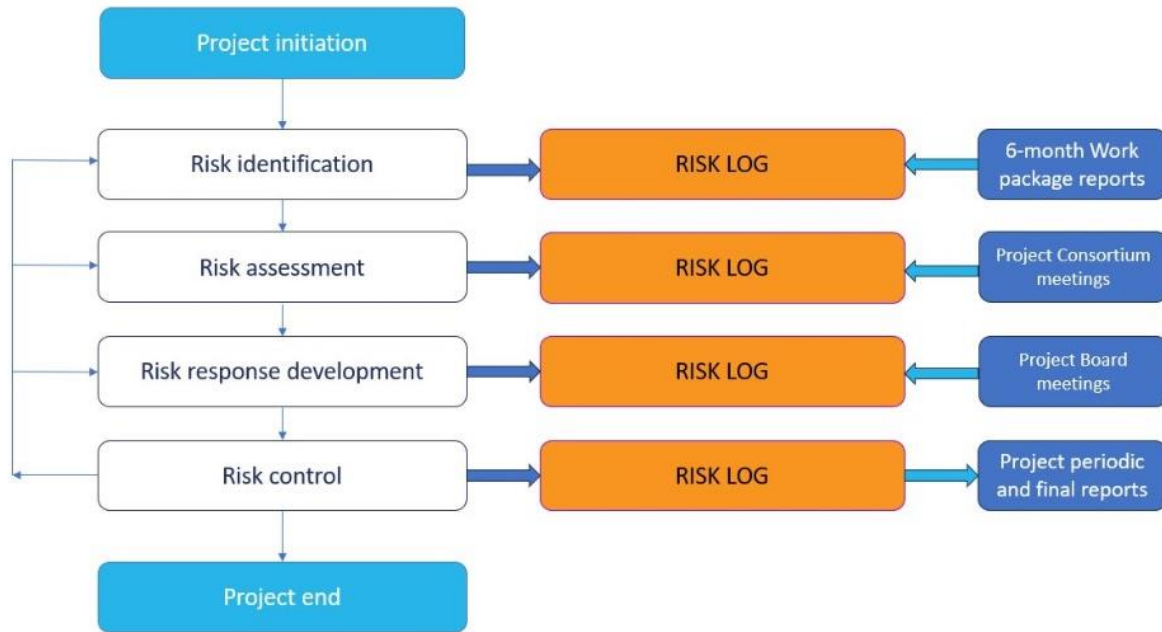 Project initiation
Risk identification
RISK LOG
6-month Work
package reports
Risk assessment
RISK LOG
Project Consortium
meetings
Risk response development
RISK LOG
Project Board
meetings
Risk control
RISK LOG
Project periodic
and final reports
Project end